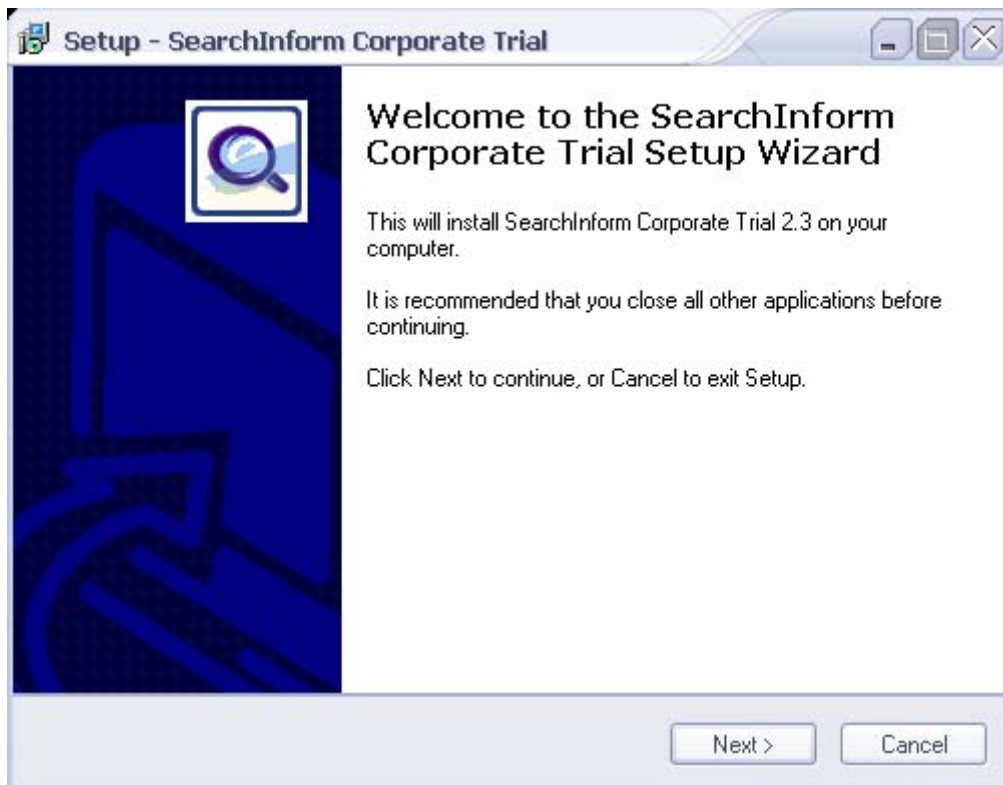 Setup - SearchInform Corporate Trial
Welcome to the SearchInform
Corporate Trial Setup Wizard
This will install SearchInform Corporate Trial 2.3 on your
computer.
It is recommended that you close all other applications before
continuing.
Click Next to continue, or Cancel to exit Setup.
Next >
Cancel